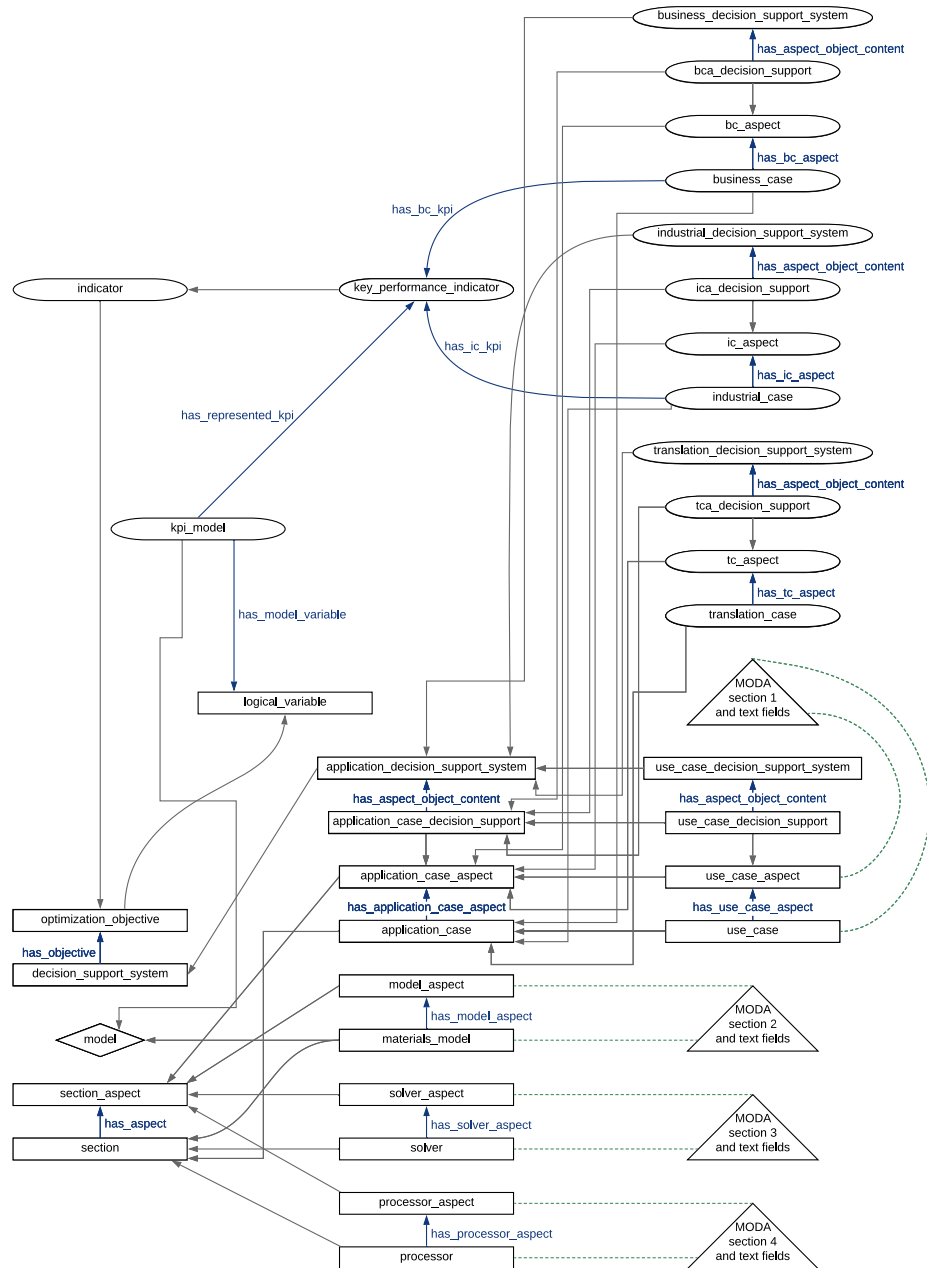 business_decision_support_system
has_aspect_object_content
bca_decision_support
bc_aspect
has_bc_aspect
business_case
has_bc_kpi
industrial_decision_support_system
has_aspect_object_content
indicator
key_performance_indicator
ica_decision_support
has_ic_kpi
ic_aspect
has_ic_aspect
industrial_case
has_represented_kpi
translation_decision_support_system
has_aspect_object_content
tca_decision_support
kpi_model
tc_aspect
has_tc_aspect
has_model_variable
translation_case
MODA
section 1
and text fields
logical_variable
application_decision_support_system
use_case_decision_support_system
has_aspect_object_content
has_aspect_object_content
application_case_decision_support
use_case_decision_support
application_case_aspect
use_case_aspect
has_application_case_aspect
has_use_case_aspect
optimization_objective
application_case
use_case
has_objective
decision_support_system
model_aspect
MODA
section 2
and text fields
has_model_aspect
model
materials_model
section_aspect
solver_aspect
MODA
section 3
and text fields
has_aspect
has_solver_aspect
section
solver
processor_aspect
MODA
section 4
and text fields
has_processor_aspect
processor